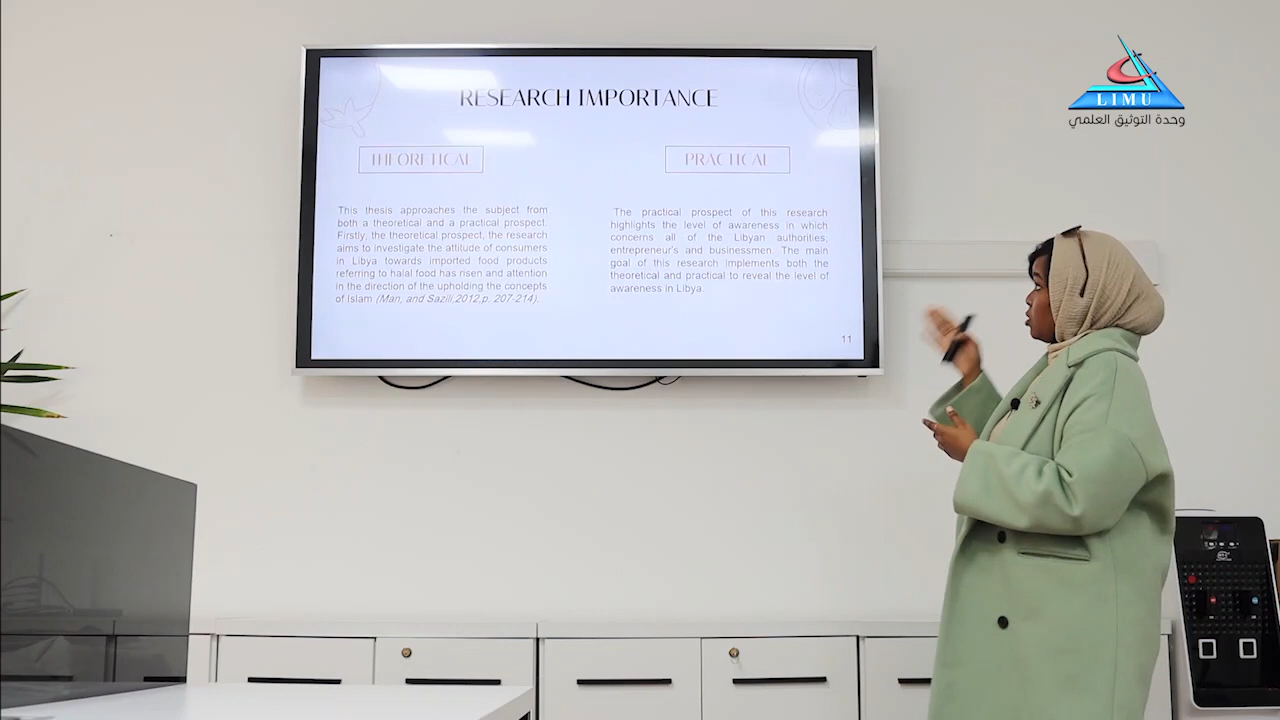 LIMU
وحدة التوثيق العلمي
RESEARCH IMPORTANCE
THEORETICAL
This thesis approaches the subject from
both a theoretical and a practical prospect.
Firstly, the theoretical prospect, the research
aims to investigate the attitude of consumers
in Libya towards imported food products
referring to halal food has risen and attention
in the direction of the upholding the concepts
of Islam (Man, and Sazili,2012,p. 207-214).
PRACTICAL
The practical prospect of this research
highlights the level of awareness in which
concerns all of the Libyan authorities,
entrepreneur's and businessmen. The main
goal of this research implements both the
theoretical and practical to reveal the level of
awareness in Libya.
11